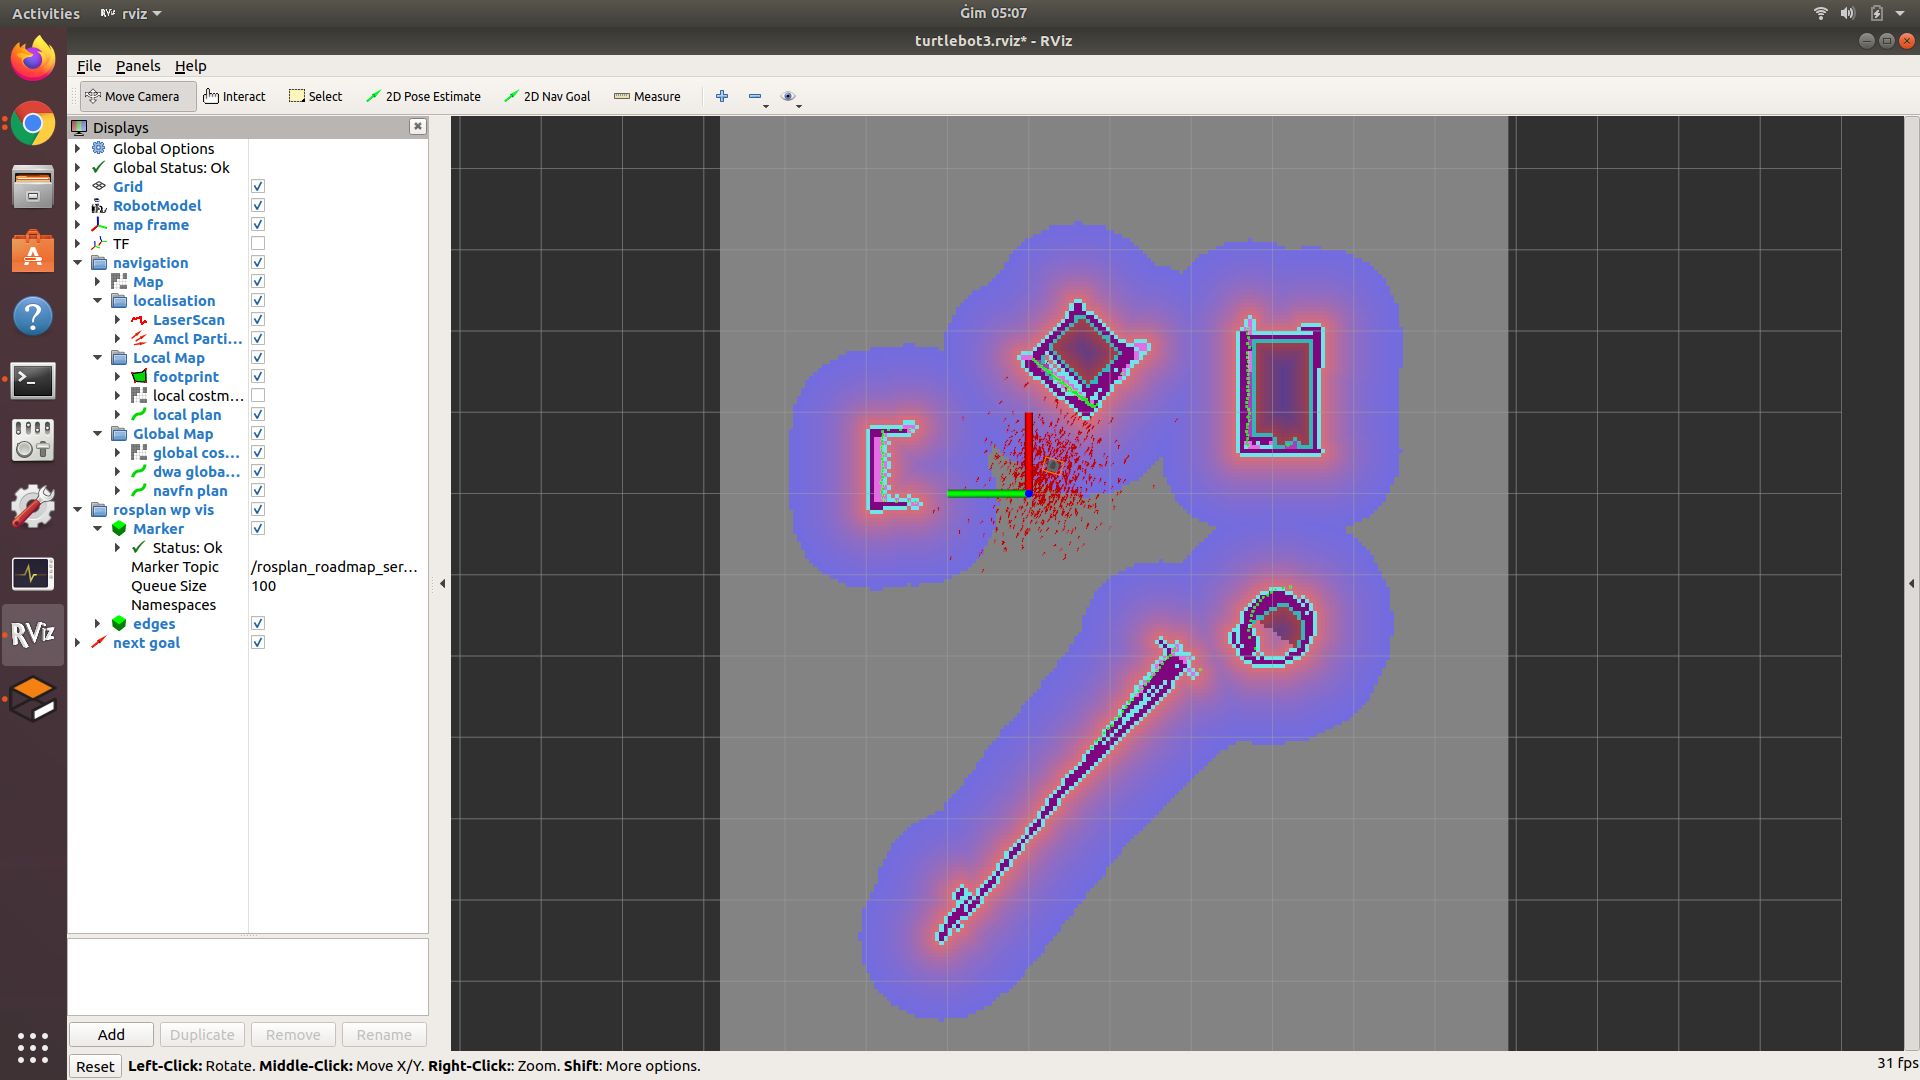 Activities
RViz rviz
Ġim 05:07
turtlebot3.rviz* - RViz
File Panels Help
Move Camera Interact Select 2D Pose Estimate 2D Nav Goal Measure
Displays
Global Options
Global Status: Ok
Grid
RobotModel
map frame
TF
navigation
Map
localisation
LaserScan
Amcl Parti...
Local Map
footprint
local costm...
local plan
Global Map
global cos...
dwa globa...
navfn plan
rosplan wp vis
Marker
Status: Ok
Marker Topic /rosplan_roadmap_ser...
Queue Size 100
Namespaces
edges
next goal
RViz
Add Duplicate Remove Rename
Reset Left-Click: Rotate. Middle-Click: Move X/Y. Right-Click:: Zoom. Shift: More options.
31 fps